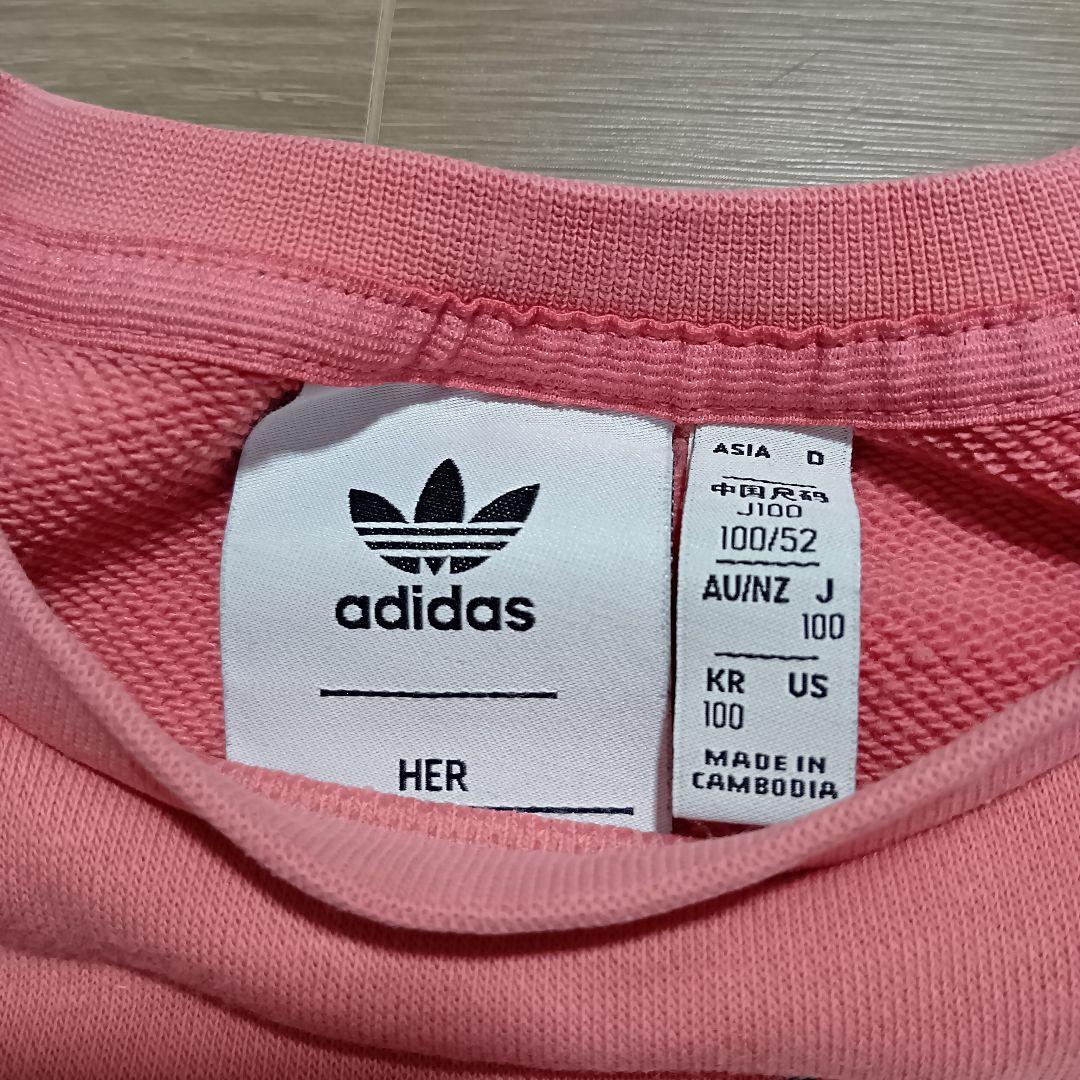 adidas
HER
ASIA D
中国尺码
J100
100/52
AU/NZ J
100
KR US
100
MADE IN
CAMBODIA